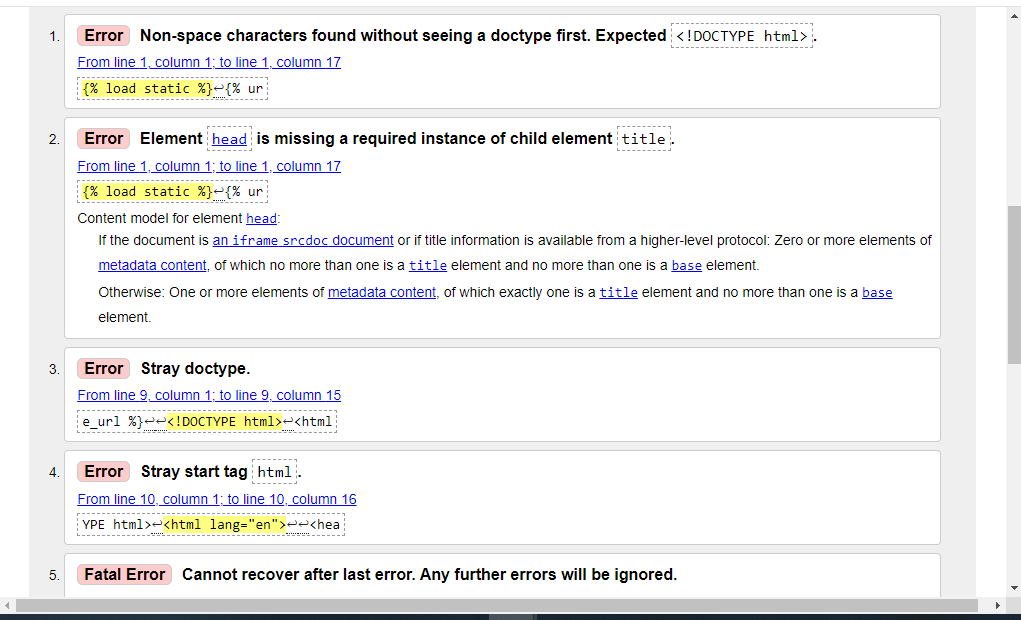 1. Error Non-space characters found without seeing a doctype first. Expected <!DOCTYPE html>.
From line 1, column 1; to line 1, column 17
{% load static %}↩{% ur
2. Error Element head is missing a required instance of child element title.
From line 1, column 1; to line 1, column 17
{% load static %}↩{% ur
Content model for element head:
If the document is an iframe srcdoc document or if title information is available from a higher-level protocol: Zero or more elements of
metadata content, of which no more than one is a title element and no more than one is a base element.
Otherwise: One or more elements of metadata content, of which exactly one is a title element and no more than one is a base
element.
3. Error Stray doctype.
From line 9, column 1; to line 9, column 15
e_url %}↩↩<!DOCTYPE html>↩<html
4. Error Stray start tag html.
From line 10, column 1; to line 10, column 16
YPE html>↩<html lang="en">↩↩<hea
5. Fatal Error Cannot recover after last error. Any further errors will be ignored.